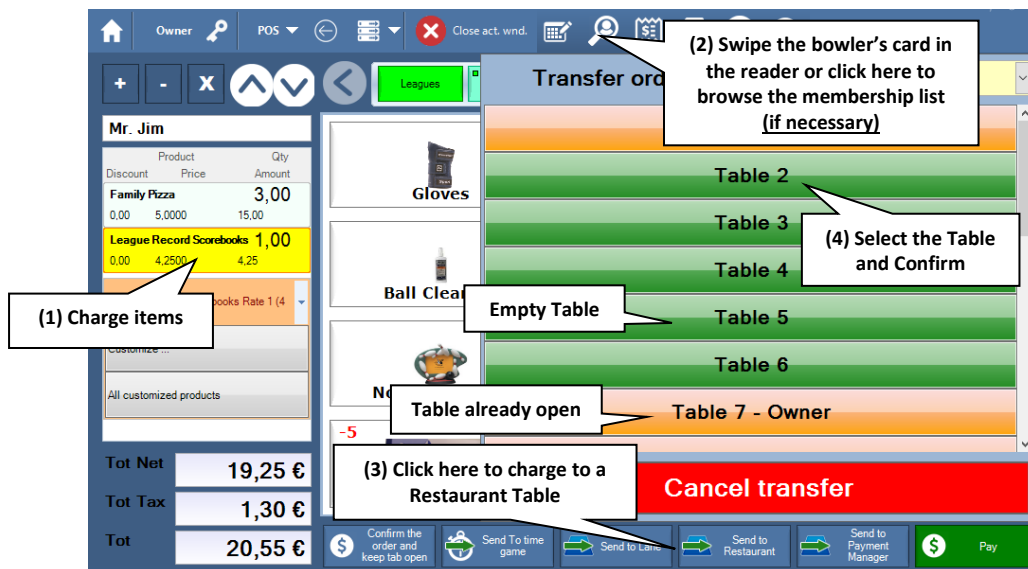 Owner
POS
Close act. wnd.
(2) Swipe the bowler's card in
the reader or click here to
browse the membership list
(if necessary)
+
-
X
Leagues
Transfer
Mr. Jim
Product Qty
Discount Price Amount
Family Pizza 3,00
0,00 5,0000 15,00
League Record Scorebooks 1,00
0,00 4,2500 4,25
ooks Rate 1 (4
(1) Charge items
Customize ...
All customized products
Gloves
Ball Clea
No
-5
Table 2
Table 3
(4) Select the Table
and Confirm
Table 4
Empty Table
Table 5
Table 6
Table already open
Table 7 - Owner
(3) Click here to charge to a
Restaurant Table
Cancel transfer
Tot Net 19,25 €
Tot Tax 1,30 €
Tot 20,55 €
Confirm the
order and
keep tab open
Send To time
game
Send to Lane
Send to
Restaurant
Send to
Payment
Manager
Pay